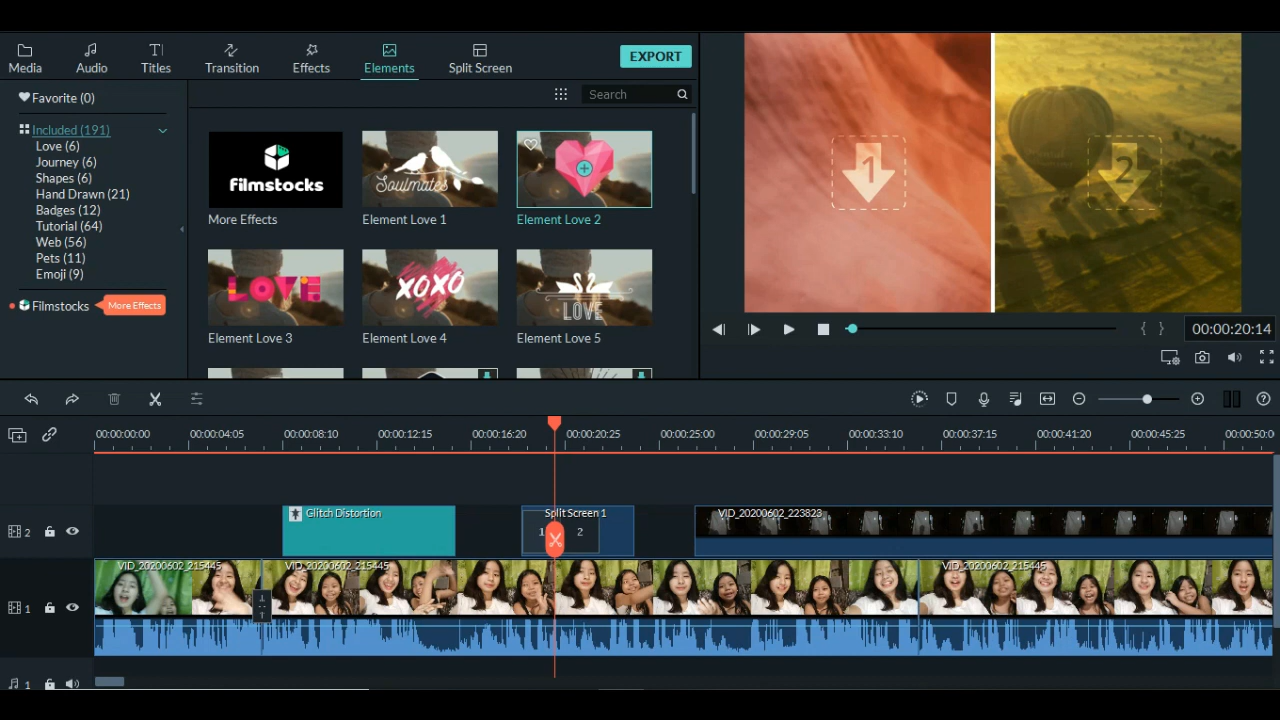 Media
Audio
Titles
Transition
Effects
Elements
Split Screen
EXPORT
Favorite (0)
Included (191)
Love (6)
Journey (6)
Shapes (6)
Hand Drawn (21)
Badges (12)
Tutorial (64)
Web (56)
Pets (11)
Emoji (9)
Filmstocks
More Effects
Search
filmstocks
More Effects
Soulmates
Element Love 1
Element Love 2
LOVE
Element Love 3
XOXO
Element Love 4
LOVE
Element Love 5
1
2
00:00:20:14
00:00:00:00
00:00:04:05
00:00:08:10
00:00:12:15
00:00:16:20
00:00:20:25
00:00:25:00
00:00:29:05
00:00:33:10
00:00:37:15
00:00:41:20
00:00:45:25
00:00:50:0
2
Glitch Distortion
Split Screen 1
1
2
VID_20200602_223823
1
VID_20200602_215445
VID_20200602_215445
VID_20200602_215445
1